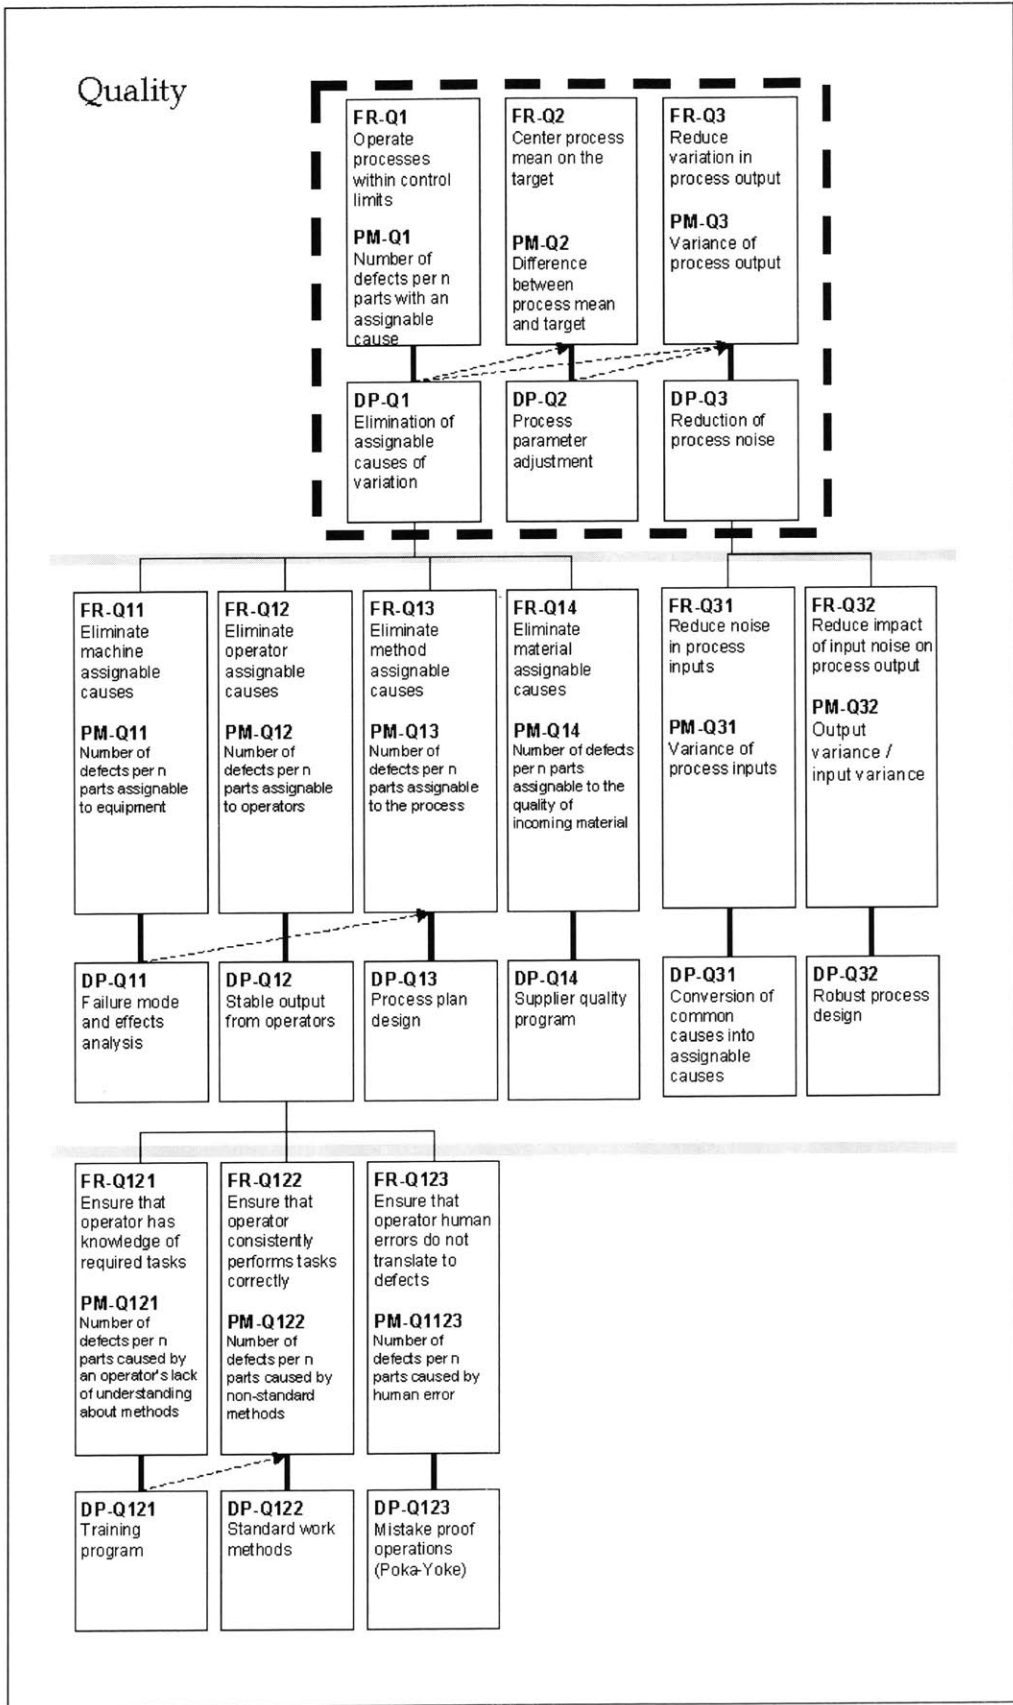 Quality
FR-Q1
Operate
processes
within control
limits
PM-Q1
Number of
defects per n
parts with an
assignable
cause
FR-Q2
Center process
mean on the
target
PM-Q2
Difference
between
process mean
and target
FR-Q3
Reduce
variation in
process output
PM-Q3
Variance of
process output
DP-Q1
Elimination of
assignable
causes of
variation
DP-Q2
Process
parameter
adjustment
DP-Q3
Reduction of
process noise
FR-Q11
Eliminate
machine
assignable
causes
PM-Q11
Number of
defects per n
parts assignable
to equipment
FR-Q12
Eliminate
operator
assignable
causes
PM-Q12
Number of
defects per n
parts assignable
to operators
FR-Q13
Eliminate
method
assignable
causes
PM-Q13
Number of
defects per n
parts assignable
to the process
FR-Q14
Eliminate
material
assignable
causes
PM-Q14
Number of defects
per n parts
assignable to the
quality of
incoming material
FR-Q31
Reduce noise
in process
inputs
PM-Q31
Variance of
process inputs
FR-Q32
Reduce impact
of input noise on
process output
PM-Q32
Output
variance /
input variance
DP-Q11
Failure mode
and effects
analysis
DP-Q12
Stable output
from operators
DP-Q13
Process plan
design
DP-Q14
Supplier quality
program
DP-Q31
Conversion of
common
causes into
assignable
causes
DP-Q32
Robust process
design
FR-Q121
Ensure that
operator has
knowledge of
required tasks
PM-Q121
Number of
defects per n
parts caused by
an operator's lack
of understanding
about methods
FR-Q122
Ensure that
operator
consistently
performs tasks
correctly
PM-Q122
Number of
defects per n
parts caused by
non-standard
methods
FR-Q123
Ensure that
operator human
errors do not
translate to
defects
PM-Q1123
Number of
defects per n
parts caused by
human error
DP-Q121
Training
program
DP-Q122
Standard work
methods
DP-Q123
Mistake proof
operations
(Poka-Yoke)